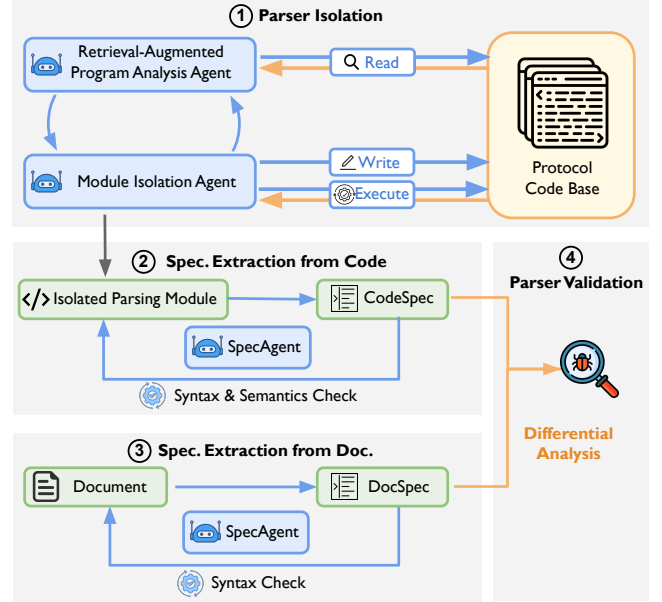 1 Parser Isolation
Retrieval-Augmented
Program Analysis Agent
Read
Module Isolation Agent
Write
Execute
Protocol
Code Base
2 Spec. Extraction from Code
</> Isolated Parsing Module
CodeSpec
SpecAgent
Syntax & Semantics Check
3 Spec. Extraction from Doc.
Document
DocSpec
SpecAgent
Syntax Check
4
Parser Validation
Differential
Analysis